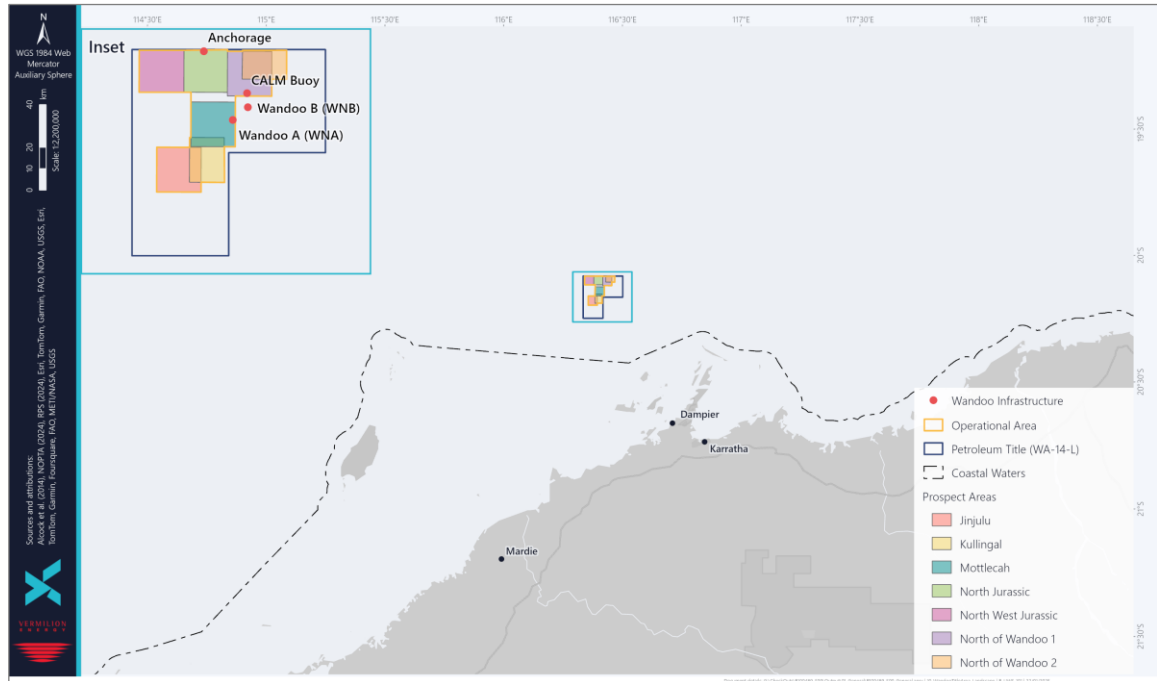 114°30'E
115°E
115°30'E
116°E
116°30'E
117°E
117°30'E
118°E
118°30'E
N
WGS 1984 Web
Mercator
Auxiliary Sphere
km
40
20
10
0
Scale: 1:2,200,000
Sources and attributions:
Alcock et al. (2014), NOPTA (2024), RPS (2024), Esri, TomTom, Garmin, FAO, NOAA, USGS, Esri,
TomTom, Garmin, Foursquare, FAO, METI/NASA, USGS
VERMILION
ENERGY
Inset
Anchorage
CALM Buoy
Wandoo B (WNB)
Wandoo A (WNA)
19°30'S
20°S
20°30'S
21°S
21°30'S
Dampier
Karratha
Mardie
Wandoo Infrastructure
Operational Area
Petroleum Title (WA-14-L)
Coastal Waters
Prospect Areas
Jinjulu
Kullingal
Mottlecah
North Jurassic
North West Jurassic
North of Wandoo 1
North of Wandoo 2